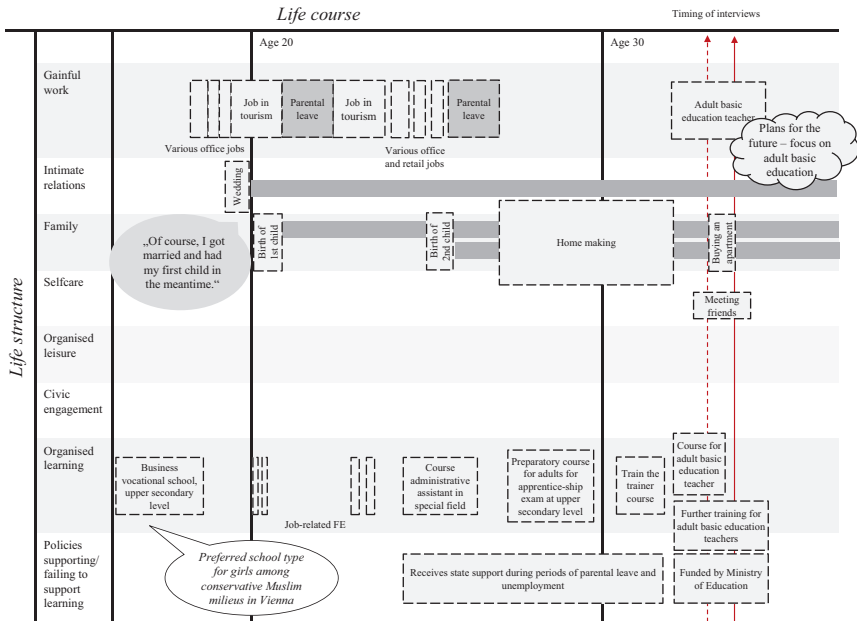 Life course
Timing of interviews
Age 20
Age 30
Life structure
Gainful
work
Job in
tourism
Parental
leave
Job in
tourism
Parental
leave
Adult basic
education teacher
Various office jobs
Various office
and retail jobs
Plans for the
future – focus on
adult basic
education
Intimate
relations
Wedding
Family
„Of course, I got
married and had
my first child in
the meantime.“
Birth of
1st child
Birth of
2nd child
Home making
Buying an
apartment
Selfcare
Meeting
friends
Organised
leisure
Civic
engagement
Organised
learning
Business
vocational school,
upper secondary
level
Job-related FE
Course
administrative
assistant in
special field
Preparatory course
for adults for
apprentice-ship
exam at upper
secondary level
Train the
trainer
course
Course for
adult basic
education
teacher
Further training for
adult basic education
teachers
Policies
supporting/
failing to
support
learning
Preferred school type
for girls among
conservative Muslim
milieus in Vienna
Receives state support during periods of parental leave and
unemployment
Funded by Ministry
of Education